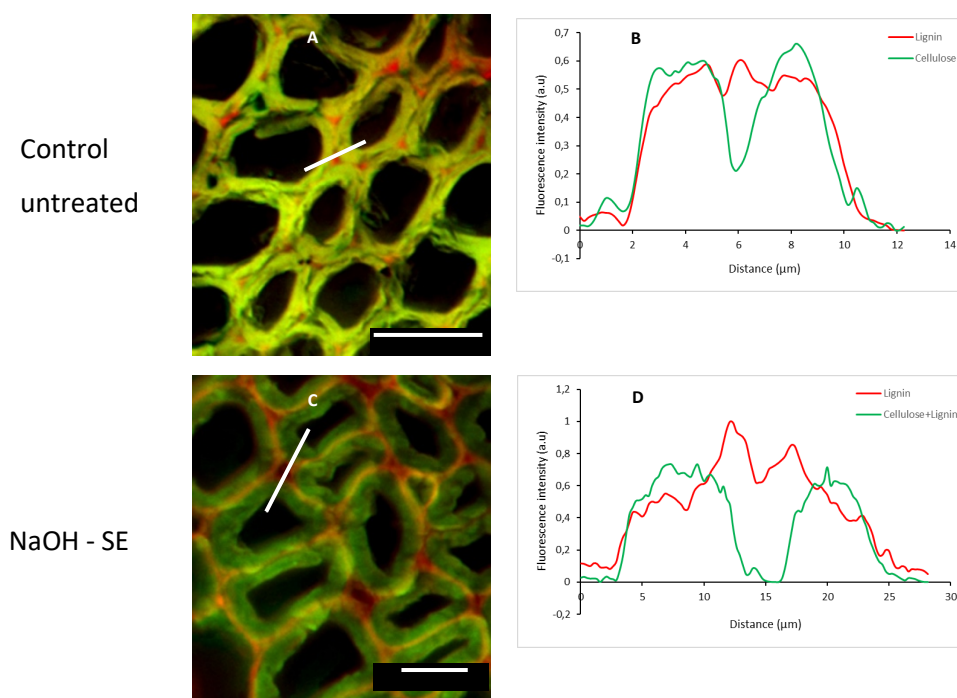 Control
untreated
A
B
Lignin
Cellulose
Fluorescence intensity (a.u)
0,7
0,6
0,5
0,4
0,3
0,2
0,1
0
-0,1
0 2 4 6 8 10 12 14
Distance (µm)
NaOH - SE
C
D
Lignin
Cellulose+Lignin
Fluorescence intensity (a.u)
1,2
1
0,8
0,6
0,4
0,2
0
-0,2
0 5 10 15 20 25 30
Distance (µm)